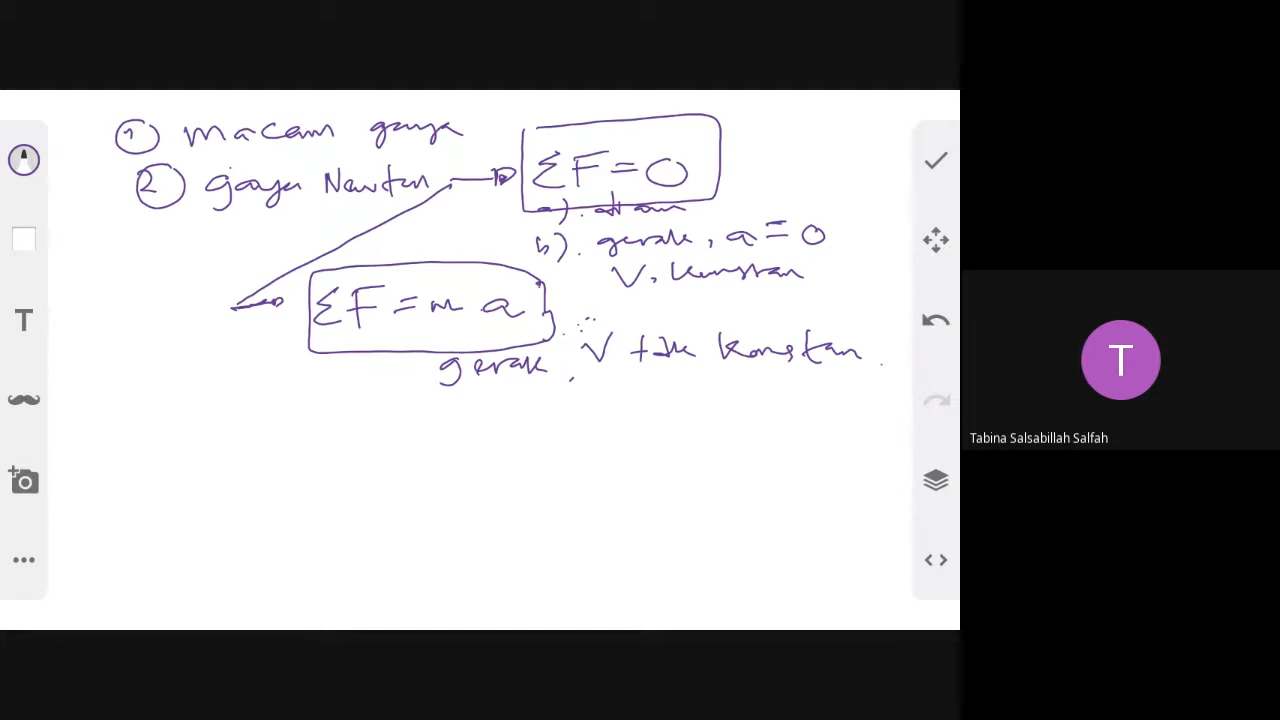 ① macam gaya
② gaya Newton
ΣF = 0
a). diam
b). gerak, a = 0
V, konstan
ΣF = m a
gerak, V tdk konstan
T
Tabina Salsabillah Salfah